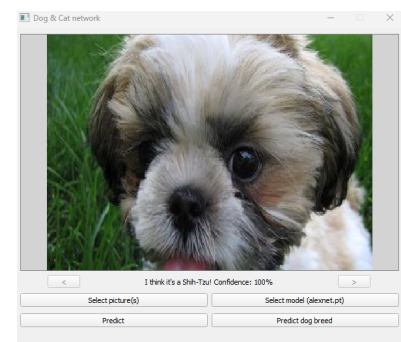 Dog & Cat network
< I think it's a Shih-Tzu! Confidence: 100% >
Select picture(s) Select model (alexnet.pt)
Predict Predict dog breed